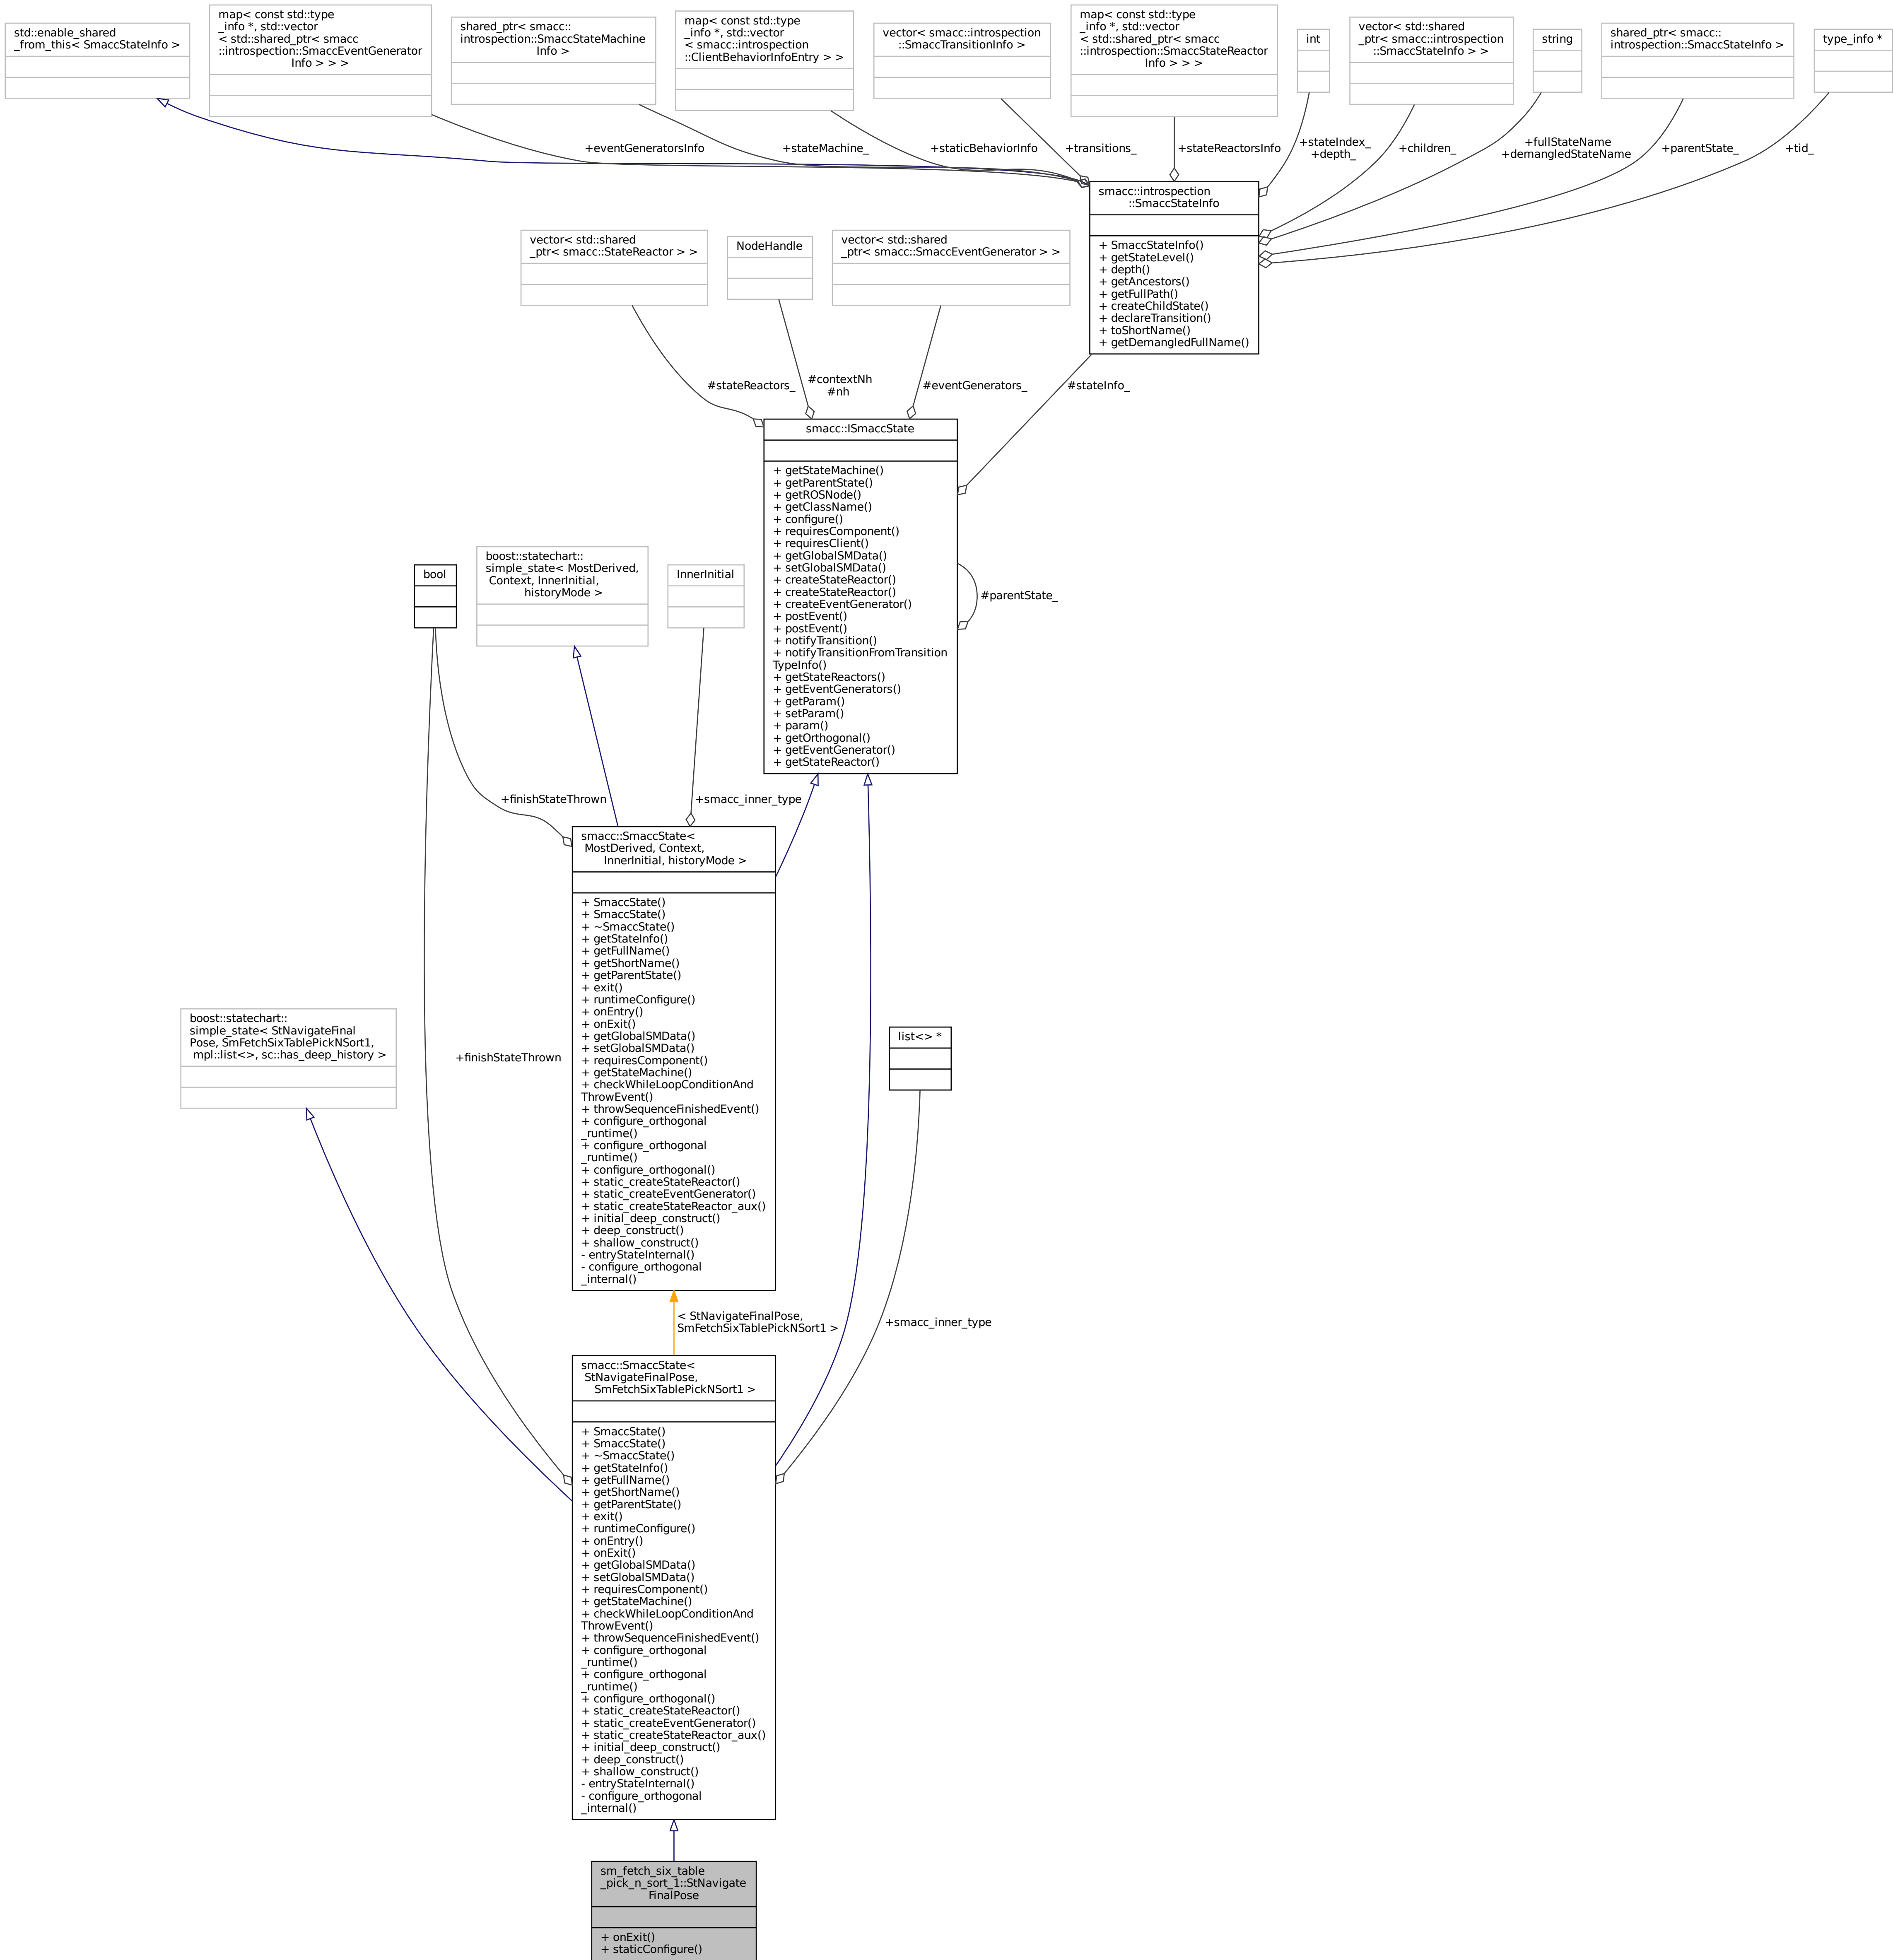 std::enable_shared
_from_this< SmaccStateInfo >
map< const std::type
_info *, std::vector
< std::shared_ptr< smacc
::introspection::SmaccEventGenerator
Info > > >
shared_ptr< smacc::
introspection::SmaccStateMachine
Info >
map< const std::type
_info *, std::vector
< smacc::introspection
::ClientBehaviorInfoEntry > >
vector< smacc::introspection
::SmaccTransitionInfo >
map< const std::type
_info *, std::vector
< std::shared_ptr< smacc
::introspection::SmaccStateReactor
Info > > >
int
vector< std::shared
_ptr< smacc::introspection
::SmaccStateInfo > >
string
shared_ptr< smacc::
introspection::SmaccStateInfo >
type_info *
+eventGeneratorsInfo
+stateMachine_
+staticBehaviorInfo
+transitions_
+stateReactorsInfo
+stateIndex_
+depth_
+children_
+fullStateName
+demangledStateName
+parentState_
+tid_
smacc::introspection
::SmaccStateInfo
+ SmaccStateInfo()
+ getStateLevel()
+ depth()
+ getAncestors()
+ getFullPath()
+ createChildState()
+ declareTransition()
+ toShortName()
+ getDemangledFullName()
vector< std::shared
_ptr< smacc::StateReactor > >
NodeHandle
vector< std::shared
_ptr< smacc::SmaccEventGenerator > >
#stateReactors_
#contextNh
#nh
#eventGenerators_
#stateInfo_
smacc::ISmaccState
+ getStateMachine()
+ getParentState()
+ getROSNode()
+ getClassName()
+ configure()
+ requiresComponent()
+ requiresClient()
+ getGlobalSMData()
+ setGlobalSMData()
+ createStateReactor()
+ createStateReactor()
+ createEventGenerator()
+ postEvent()
+ postEvent()
+ notifyTransition()
+ notifyTransitionFromTransition
TypeInfo()
+ getStateReactors()
+ getEventGenerators()
+ getParam()
+ setParam()
+ param()
+ getOrthogonal()
+ getEventGenerator()
+ getStateReactor()
#parentState_
bool
boost::statechart::
simple_state< MostDerived,
Context, InnerInitial,
historyMode >
InnerInitial
+finishStateThrown
+smacc_inner_type
smacc::SmaccState<
MostDerived, Context,
InnerInitial, historyMode >
+ SmaccState()
+ SmaccState()
+ ~SmaccState()
+ getStateInfo()
+ getFullName()
+ getShortName()
+ getParentState()
+ exit()
+ runtimeConfigure()
+ onEntry()
+ onExit()
+ getGlobalSMData()
+ setGlobalSMData()
+ requiresComponent()
+ getStateMachine()
+ checkWhileLoopConditionAnd
ThrowEvent()
+ throwSequenceFinishedEvent()
+ configure_orthogonal
_runtime()
+ configure_orthogonal
_runtime()
+ configure_orthogonal()
+ static_createStateReactor()
+ static_createEventGenerator()
+ static_createStateReactor_aux()
+ initial_deep_construct()
+ deep_construct()
+ shallow_construct()
- entryStateInternal()
- configure_orthogonal
_internal()
boost::statechart::
simple_state< StNavigateFinal
Pose, SmFetchSixTablePickNSort1,
mpl::list<>, sc::has_deep_history >
+finishStateThrown
list<> *
< StNavigateFinalPose,
SmFetchSixTablePickNSort1 >
+smacc_inner_type
smacc::SmaccState<
StNavigateFinalPose,
SmFetchSixTablePickNSort1 >
+ SmaccState()
+ SmaccState()
+ ~SmaccState()
+ getStateInfo()
+ getFullName()
+ getShortName()
+ getParentState()
+ exit()
+ runtimeConfigure()
+ onEntry()
+ onExit()
+ getGlobalSMData()
+ setGlobalSMData()
+ requiresComponent()
+ getStateMachine()
+ checkWhileLoopConditionAnd
ThrowEvent()
+ throwSequenceFinishedEvent()
+ configure_orthogonal
_runtime()
+ configure_orthogonal
_runtime()
+ configure_orthogonal()
+ static_createStateReactor()
+ static_createEventGenerator()
+ static_createStateReactor_aux()
+ initial_deep_construct()
+ deep_construct()
+ shallow_construct()
- entryStateInternal()
- configure_orthogonal
_internal()
sm_fetch_six_table
_pick_n_sort_1::StNavigate
FinalPose
+ onExit()
+ staticConfigure()